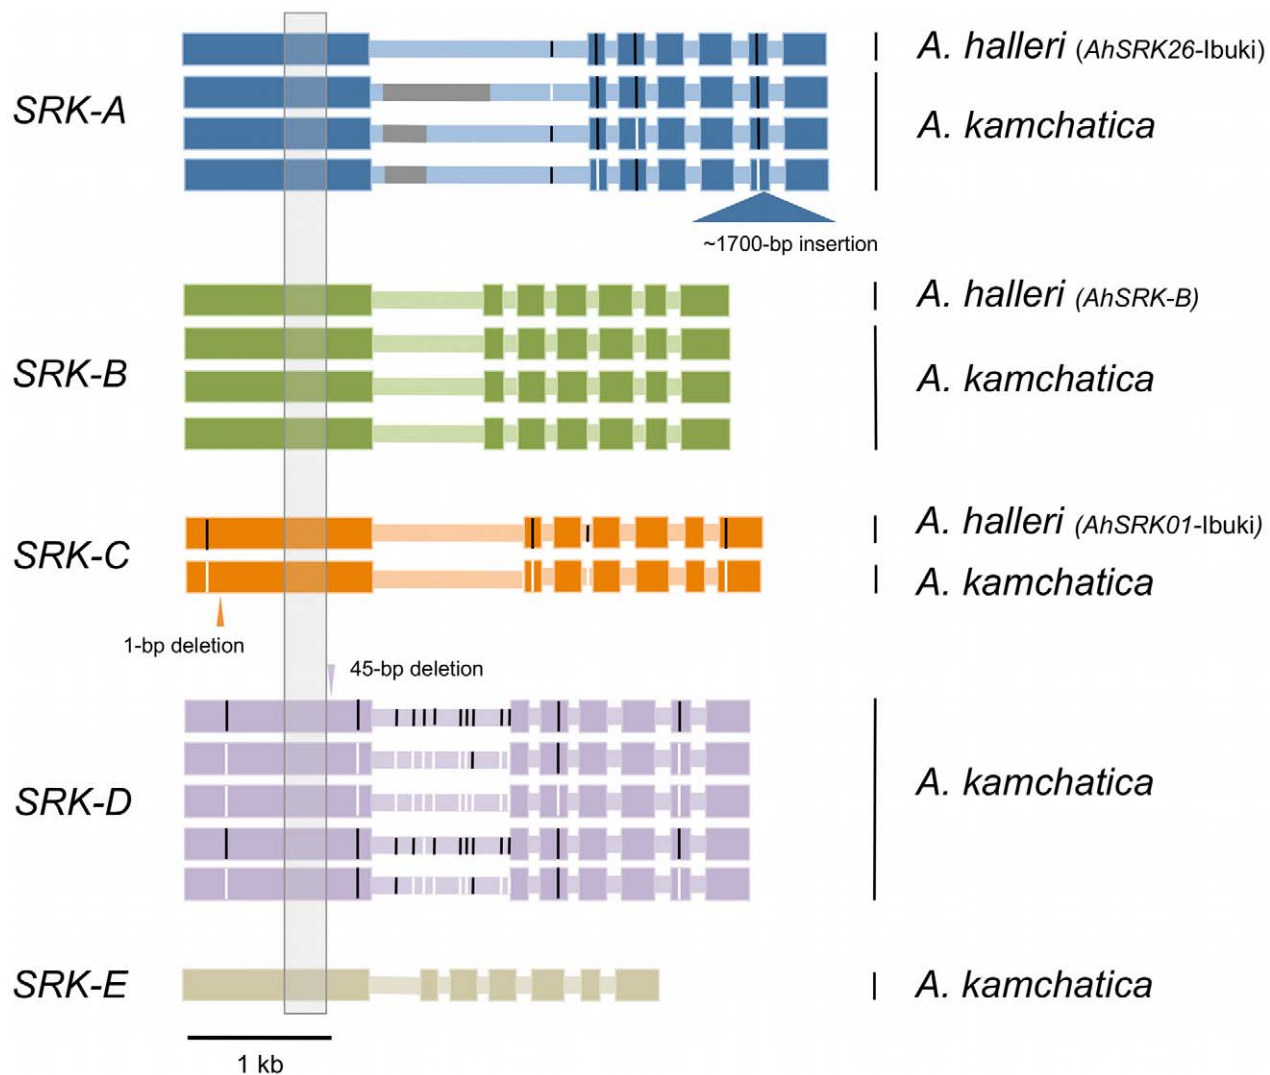 SRK-A
A. halleri (AhSRK26-Ibuki)
A. kamchatica
~1700-bp insertion
SRK-B
A. halleri (AhSRK-B)
A. kamchatica
SRK-C
A. halleri (AhSRK01-Ibuki)
A. kamchatica
1-bp deletion
45-bp deletion
SRK-D
A. kamchatica
SRK-E
A. kamchatica
1 kb